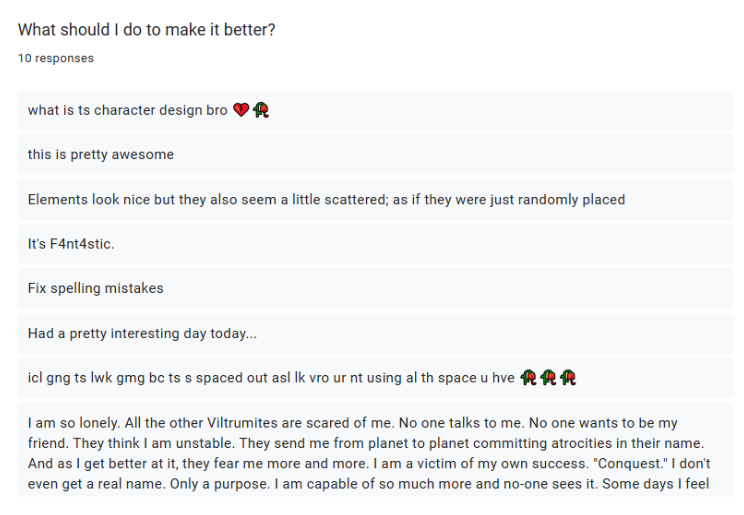 What should I do to make it better?
10 responses
what is ts character design bro 💔🥀
this is pretty awesome
Elements look nice but they also seem a little scattered; as if they were just randomly placed
It's F4nt4stic.
Fix spelling mistakes
Had a pretty interesting day today...
icl gng ts lwk gmg bc ts s spaced out asl lk vro ur nt using al th space u hve 🥀🥀🥀
I am so lonely. All the other Viltrumites are scared of me. No one talks to me. No one wants to be my
friend. They think I am unstable. They send me from planet to planet committing atrocities in their name.
And as I get better at it, they fear me more and more. I am a victim of my own success. "Conquest." I don't
even get a real name. Only a purpose. I am capable of so much more and no-one sees it. Some days I feel